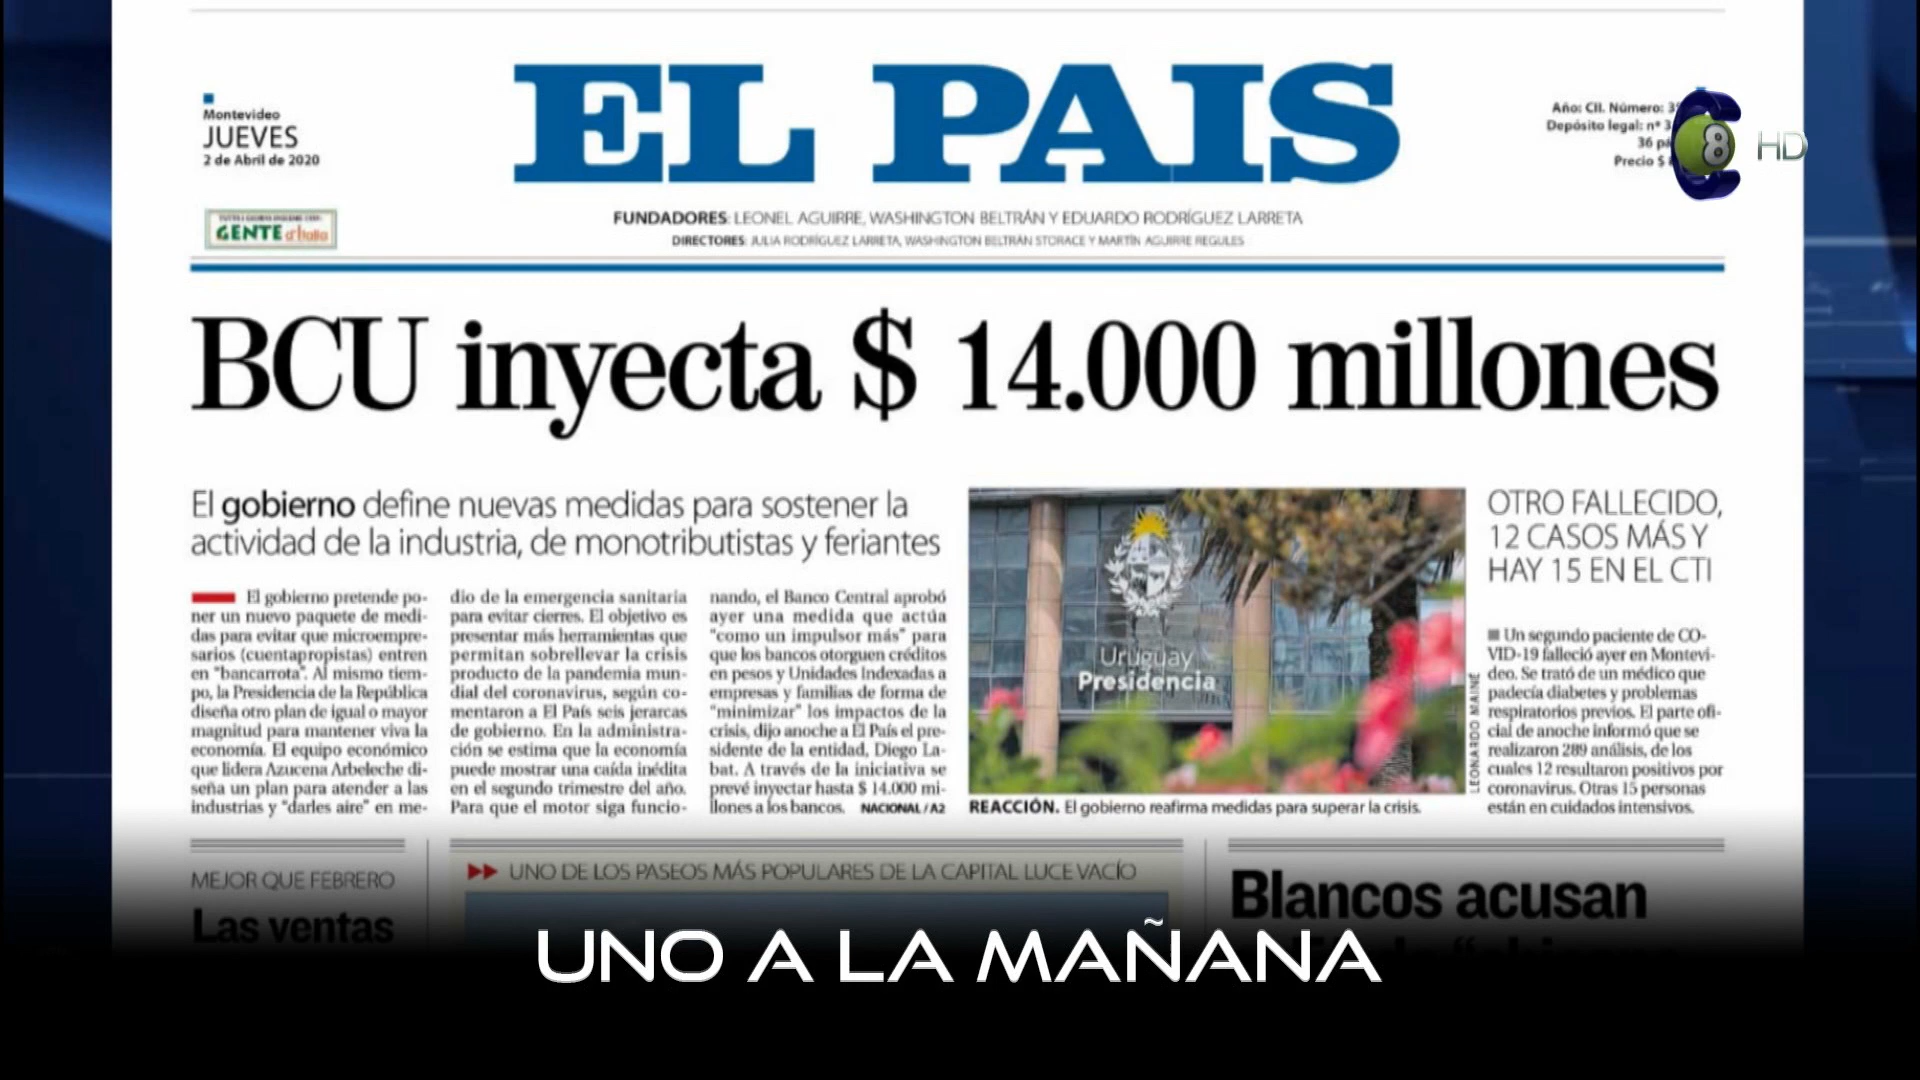 Montevideo
JUEVES
2 de Abril de 2020
EL PAIS
Año: CII. Número:
Depósito legal: nº
36
Precio $
8 HD
GENTE d'Italia
FUNDADORES: LEONEL AGUIRRE, WASHINGTON BELTRÁN Y EDUARDO RODRÍGUEZ LARRETA
DIRECTORES: JULIA RODRÍGUEZ LARRETA, WASHINGTON BELTRÁN STORACE Y MARTÍN AGUIRRE REGULES
BCU inyecta $ 14.000 millones
El gobierno define nuevas medidas para sostener la
actividad de la industria, de monotributistas y feriantes
El gobierno pretende po-
ner un nuevo paquete de medi-
das para evitar que microempre-
sarios (cuentapropistas) entren
en "bancarrota". Al mismo tiem-
po, la Presidencia de la República
diseña otro plan de igual o mayor
magnitud para mantener viva la
economía. El equipo económico
que lidera Azucena Arbeleche di-
seña un plan para atender a las
industrias y "darles aire" en me-
dio de la emergencia sanitaria
para evitar cierres. El objetivo es
presentar más herramientas que
permitan sobrellevar la crisis
producto de la pandemia mun-
dial del coronavirus, según co-
mentaron a El País seis jerarcas
de gobierno. En la administra-
ción se estima que la economía
puede mostrar una caída inédita
en el segundo trimestre del año.
Para que el motor siga funcio-
nando, el Banco Central aprobó
ayer una medida que actúa
"como un impulsor más" para
que los bancos otorguen créditos
en pesos y Unidades Indexadas a
empresas y familias de forma de
"minimizar" los impactos de la
crisis, dijo anoche a El País el pre-
sidente de la entidad, Diego La-
bat. A través de la iniciativa se
prevé inyectar hasta $ 14.000 mi-
llones a los bancos. NACIONAL / A2
Uruguay
Presidencia
LEONARDO MAINÉ
REACCIÓN. El gobierno reafirma medidas para superar la crisis.
OTRO FALLECIDO,
12 CASOS MÁS Y
HAY 15 EN EL CTI
Un segundo paciente de CO-
VID-19 falleció ayer en Montevi-
deo. Se trató de un médico que
padecía diabetes y problemas
respiratorios previos. El parte ofi-
cial de anoche informó que se
realizaron 289 análisis, de los
cuales 12 resultaron positivos por
coronavirus. Otras 15 personas
están en cuidados intensivos.
MEJOR QUE FEBRERO
Las ventas
UNO DE LOS PASEOS MÁS POPULARES DE LA CAPITAL LUCE VACÍO
Blancos acusan
UNO A LA MAÑANA